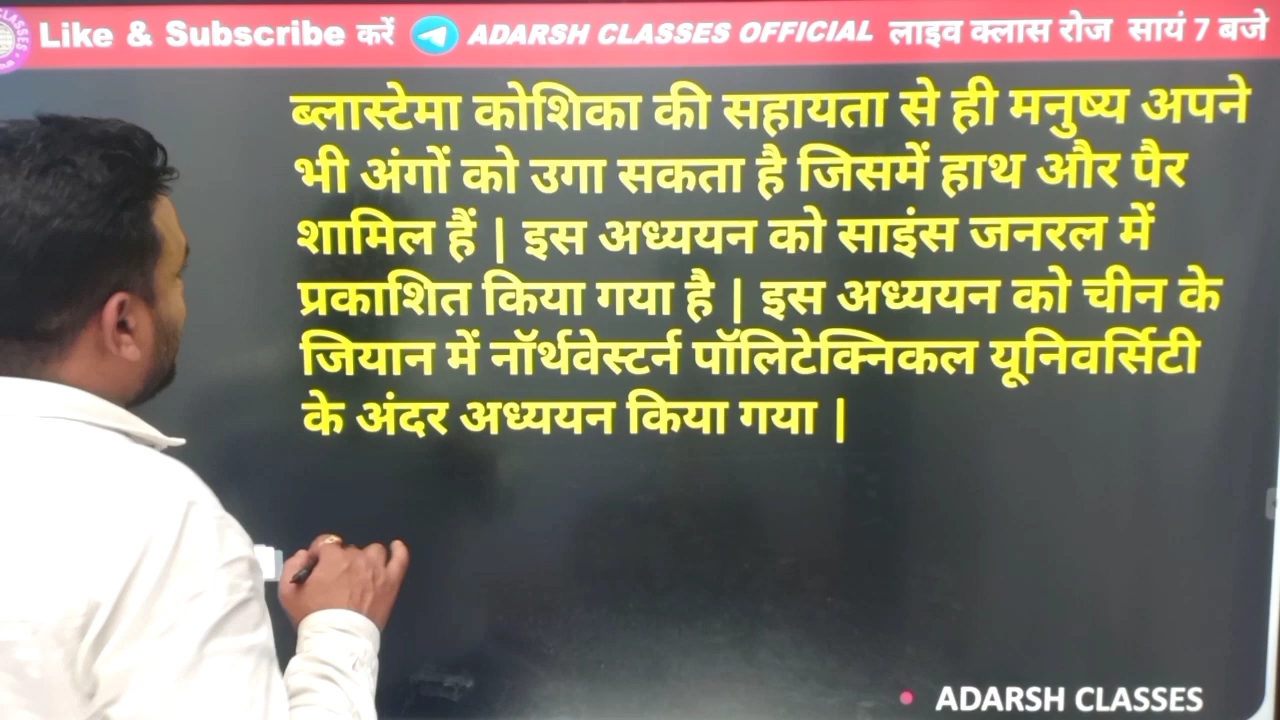 Like & Subscribe करें ADARSH CLASSES OFFICIAL लाइव क्लास रोज सायं 7 बजे
ब्लास्टेमा कोशिका की सहायता से ही मनुष्य अपने
भी अंगों को उगा सकता है जिसमें हाथ और पैर
शामिल हैं | इस अध्ययन को साइंस जनरल में
प्रकाशित किया गया है | इस अध्ययन को चीन के
जियान में नॉर्थवेस्टर्न पॉलिटेक्निकल यूनिवर्सिटी
के अंदर अध्ययन किया गया |
• ADARSH CLASSES